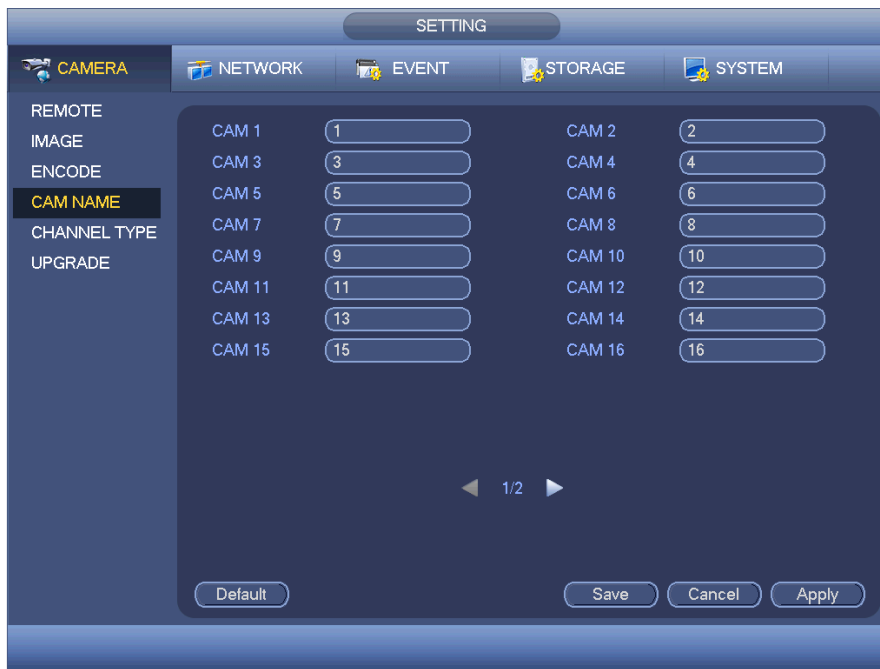 SETTING
CAMERA NETWORK EVENT STORAGE SYSTEM
REMOTE
IMAGE
ENCODE
CAM NAME
CHANNEL TYPE
UPGRADE
CAM 1 1 CAM 2 2
CAM 3 3 CAM 4 4
CAM 5 5 CAM 6 6
CAM 7 7 CAM 8 8
CAM 9 9 CAM 10 10
CAM 11 11 CAM 12 12
CAM 13 13 CAM 14 14
CAM 15 15 CAM 16 16
1/2
Default Save Cancel Apply